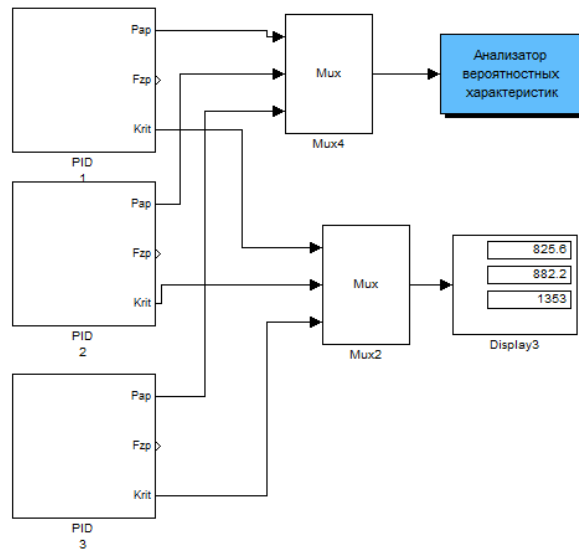 Pap
Fzp
Krit
PID
1
Pap
Fzp
Krit
PID
2
Pap
Fzp
Krit
PID
3
Mux
Mux4
Анализатор
вероятностных
характеристик
Mux
Mux2
825.6
882.2
1353
Display3